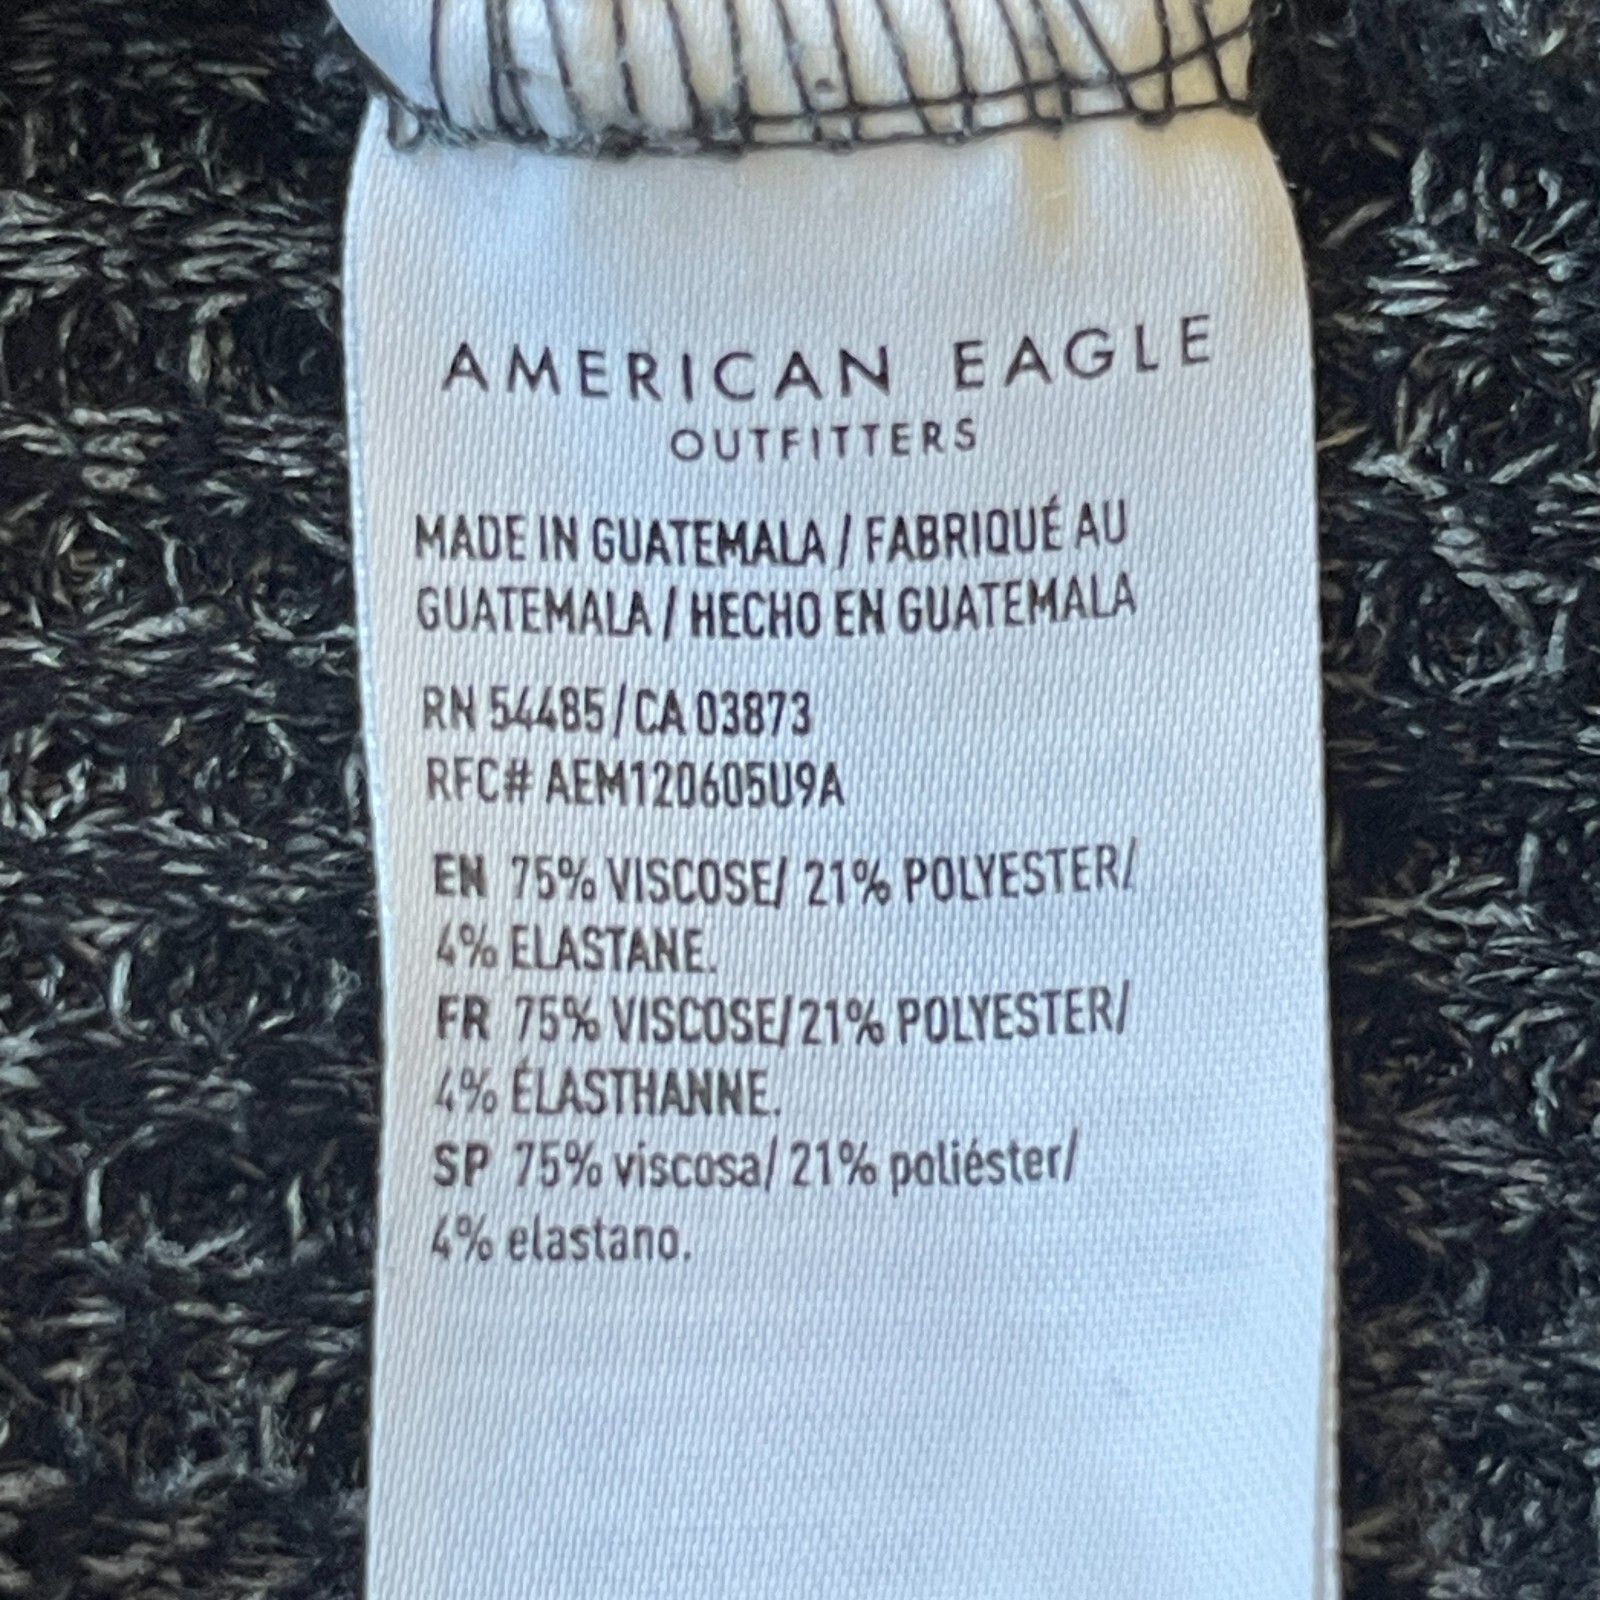 AMERICAN EAGLE
OUTFITTERS
MADE IN GUATEMALA / FABRIQUÉ AU
GUATEMALA / HECHO EN GUATEMALA
RN 54485 / CA 03873
RFC# AEM120605U9A
EN 75% VISCOSE/ 21% POLYESTER/
4% ELASTANE.
FR 75% VISCOSE/ 21% POLYESTER/
4% ÉLASTHANNE.
SP 75% viscosa/ 21% poliéster/
4% elastano.